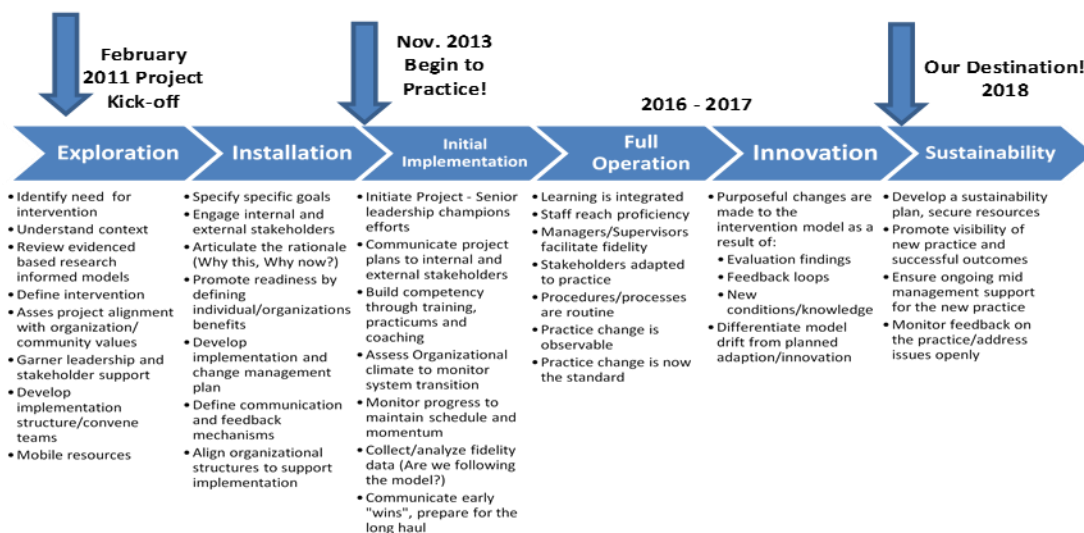 February
2011 Project
Kick-off
Nov. 2013
Begin to
Practice!
2016 - 2017
Our Destination!
2018
Exploration
• Identify need for
intervention
• Understand context
• Review evidenced
based research
informed models
• Define intervention
• Asses project alignment
with organization/
community values
• Garner leadership and
stakeholder support
• Develop
implementation
structure/convene
teams
• Mobile resources
Installation
• Specify specific goals
• Engage internal and
external stakeholders
• Articulate the rationale
(Why this, Why now?)
• Promote readiness by
defining
individual/organizations
benefits
• Develop
implementation and
change management
plan
• Define communication
and feedback
mechanisms
• Align organizational
structures to support
implementation
Initial
Implementation
• Initiate Project - Senior
leadership champions
efforts
• Communicate project
plans to internal and
external stakeholders
• Build competency
through training,
practicums and
coaching
• Assess Organizational
climate to monitor
system transition
• Monitor progress to
maintain schedule and
momentum
• Collect/analyze fidelity
data (Are we following
the model?)
• Communicate early
"wins", prepare for the
long haul
Full
Operation
• Learning is integrated
• Staff reach proficiency
• Managers/Supervisors
facilitate fidelity
• Stakeholders adapted
to practice
• Procedures/processes
are routine
• Practice change is
observable
• Practice change is now
the standard
Innovation
• Purposeful changes are
made to the
intervention model as a
result of:
• Evaluation findings
• Feedback loops
• New
conditions/knowledge
• Differentiate model
drift from planned
adaption/innovation
Sustainability
• Develop a sustainability
plan, secure resources
• Promote visibility of
new practice and
successful outcomes
• Ensure ongoing mid
management support
for the new practice
• Monitor feedback on
the practice/address
issues openly